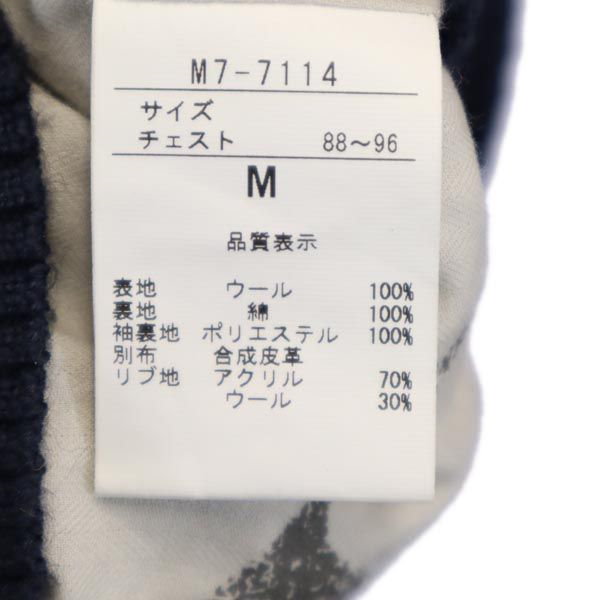 M7-7114
サイズ
チェスト 88～96
M
品質表示
表地 ウール 100%
裏地 綿 100%
袖裏地 ポリエステル 100%
別布 合成皮革
リブ地 アクリル 70%
ウール 30%